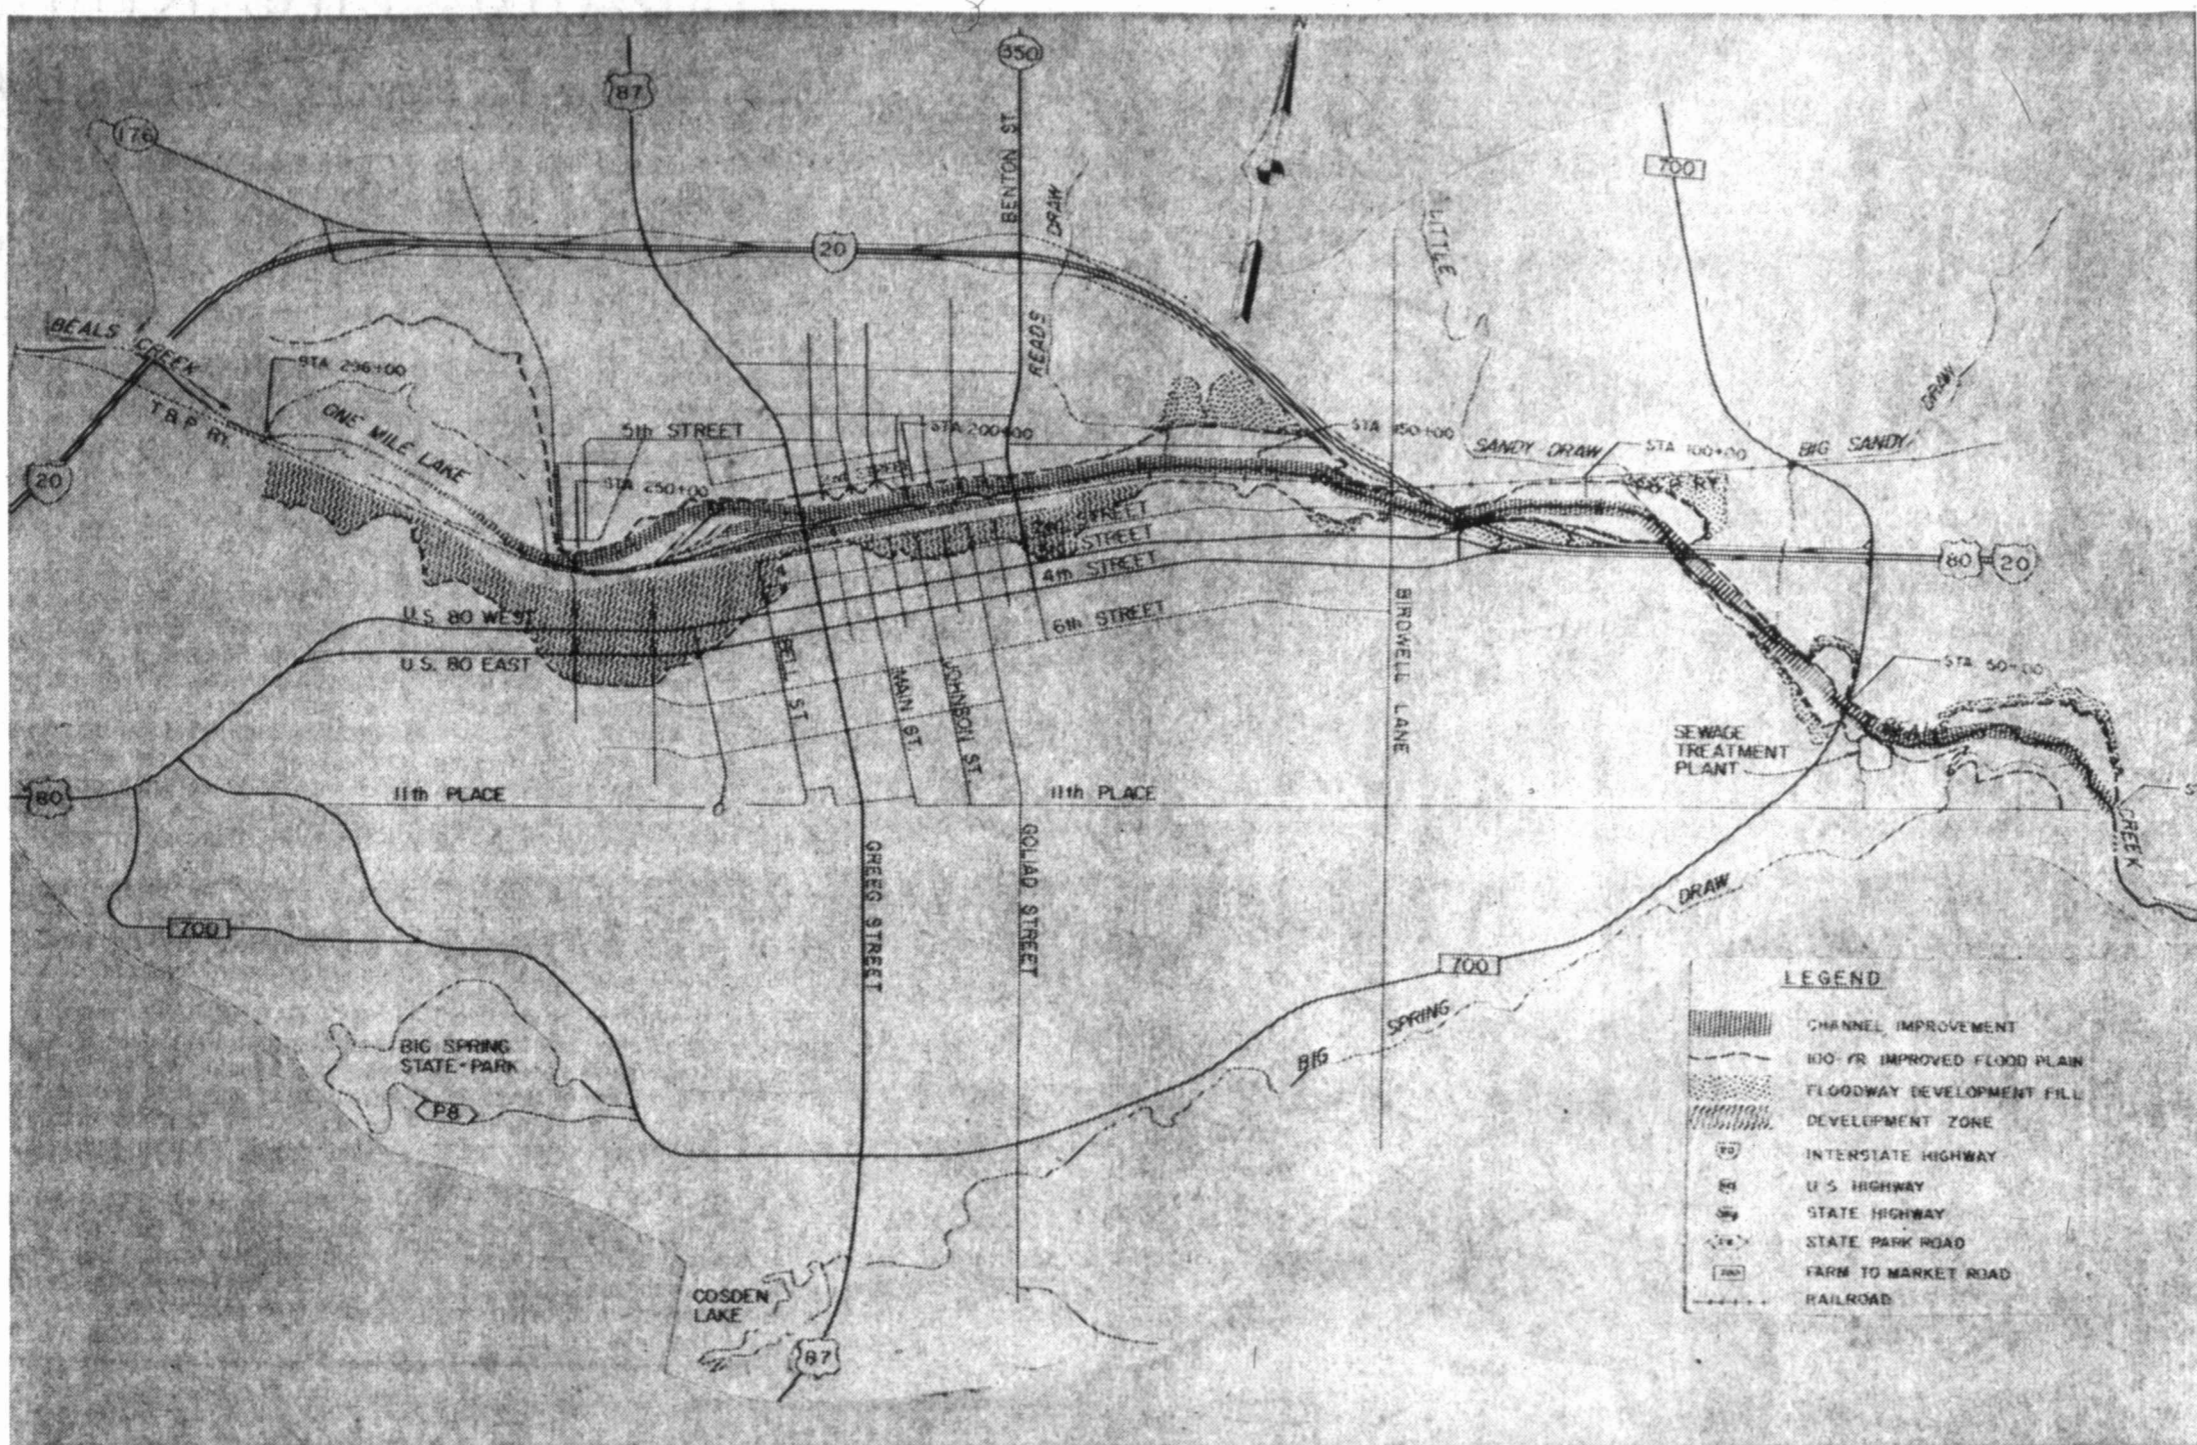 350
87
176
BENTON ST.
DRAW
700
LITTLE
20
BEALS CREEK
READS
DRAW
STA 296+00
T & P RY.
ONE MILE LAKE
5th STREET
STA 200+00
STA 150+00
SANDY DRAW
STA 100+00
BIG SANDY
20
STA 250+00
2nd STREET
T & P RY.
STREET
STREET
4th STREET
80
20
U.S. 80 WEST
6th STREET
BIRDWELL LANE
U.S. 80 EAST
BELL ST.
MAIN ST.
JOHNSON ST.
STA 50+00
SEWAGE
TREATMENT
PLANT
BEALS
80
11th PLACE
11th PLACE
CREEK
GREEG STREET
GOLIAD STREET
DRAW
700
700
SPRING
BIG
BIG SPRING
STATE PARK
P8
COSDEN
LAKE
87
LEGEND
CHANNEL IMPROVEMENT
100-YR IMPROVED FLOOD PLAIN
FLOODWAY DEVELOPMENT FILL
DEVELOPMENT ZONE
INTERSTATE HIGHWAY
U S HIGHWAY
STATE HIGHWAY
STATE PARK ROAD
700
FARM TO MARKET ROAD
RAILROAD